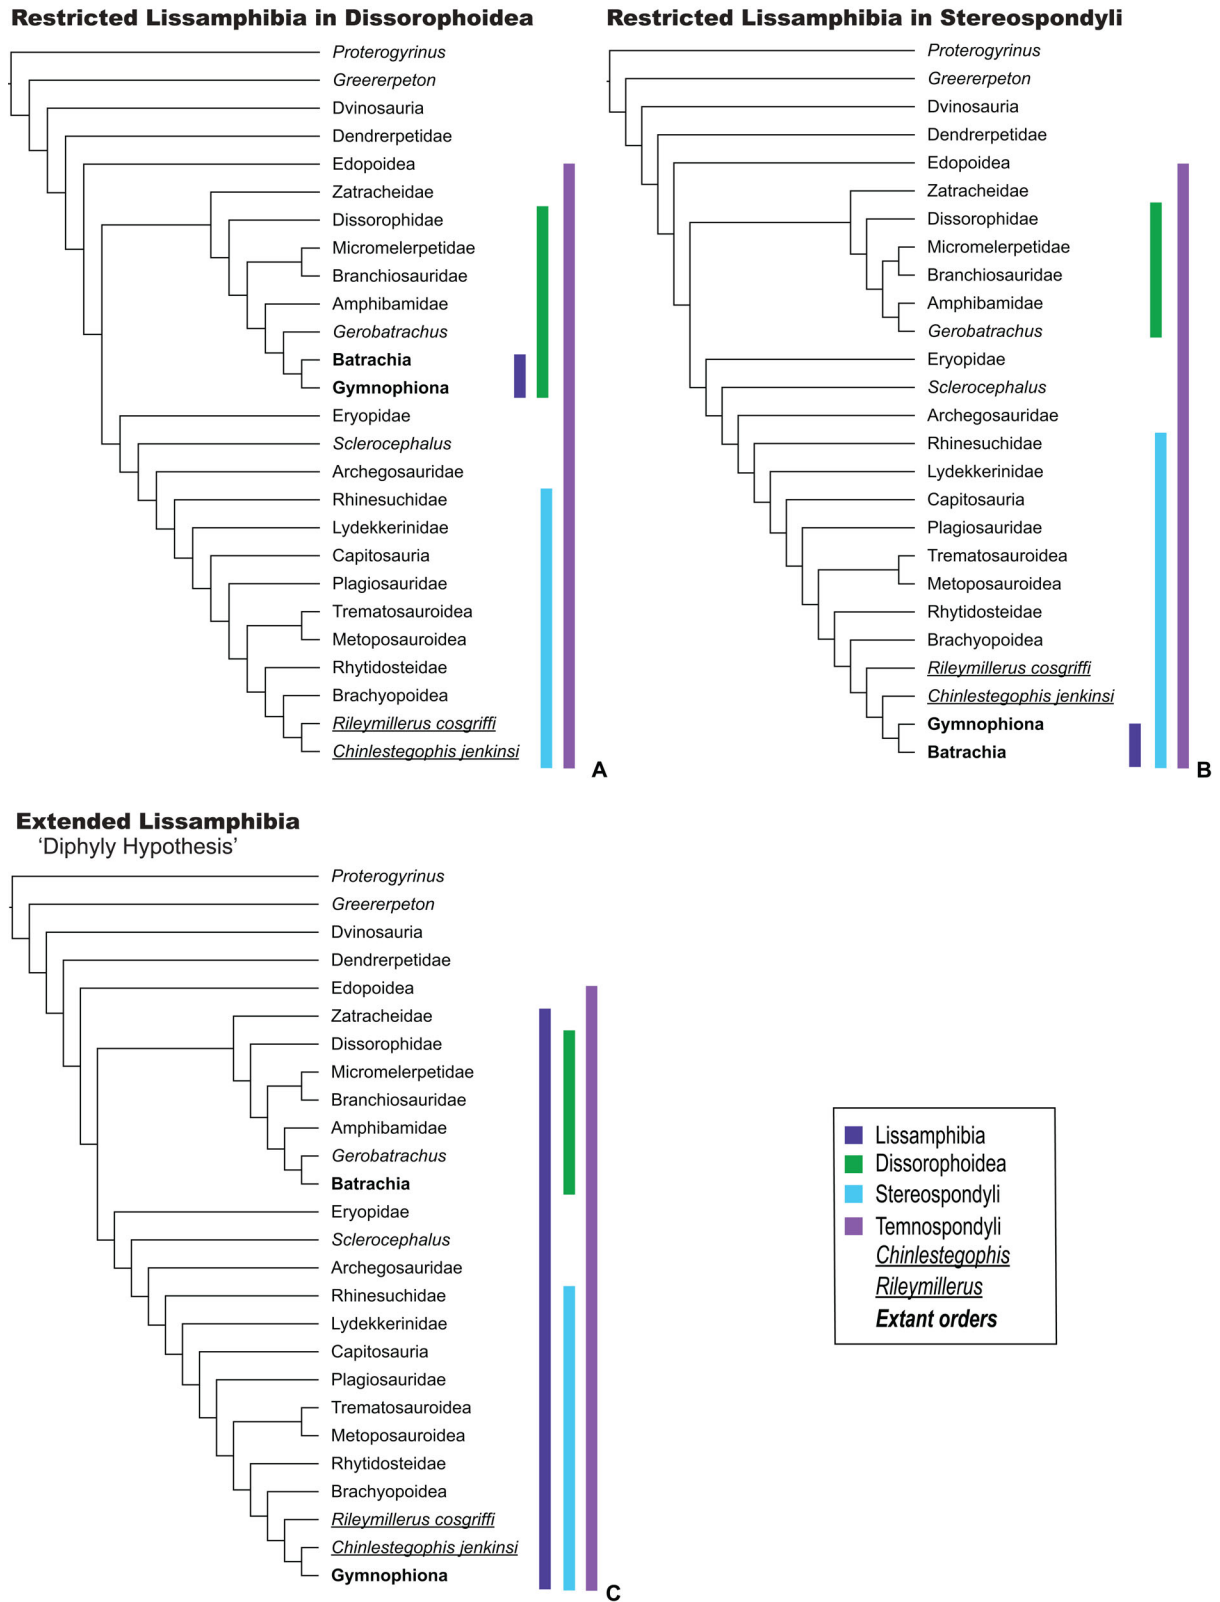 Restricted Lissamphibia in Dissorophoidea
Proterogyrinus
Greererpeton
Dvinosauria
Dendrerpetidae
Edopoidea
Zatracheidae
Dissorophidae
Micromelerpetidae
Branchiosauridae
Amphibamidae
Gerobatrachus
Batrachia
Gymnophiona
Eryopidae
Sclerocephalus
Archegosauridae
Rhinesuchidae
Lydekkerinidae
Capitosauria
Plagiosauridae
Trematosauroidea
Metoposauroidea
Rhytidosteidae
Brachyopoidea
Rileymillerus cosgriffi
Chinlestegophis jenkinsi
A
Restricted Lissamphibia in Stereospondyli
Proterogyrinus
Greererpeton
Dvinosauria
Dendrerpetidae
Edopoidea
Zatracheidae
Dissorophidae
Micromelerpetidae
Branchiosauridae
Amphibamidae
Gerobatrachus
Eryopidae
Sclerocephalus
Archegosauridae
Rhinesuchidae
Lydekkerinidae
Capitosauria
Plagiosauridae
Trematosauroidea
Metoposauroidea
Rhytidosteidae
Brachyopoidea
Rileymillerus cosgriffi
Chinlestegophis jenkinsi
Gymnophiona
Batrachia
B
Extended Lissamphibia
‘Diphyly Hypothesis’
Proterogyrinus
Greererpeton
Dvinosauria
Dendrerpetidae
Edopoidea
Zatracheidae
Dissorophidae
Micromelerpetidae
Branchiosauridae
Amphibamidae
Gerobatrachus
Batrachia
Eryopidae
Sclerocephalus
Archegosauridae
Rhinesuchidae
Lydekkerinidae
Capitosauria
Plagiosauridae
Trematosauroidea
Metoposauroidea
Rhytidosteidae
Brachyopoidea
Rileymillerus cosgriffi
Chinlestegophis jenkinsi
Gymnophiona
C
Lissamphibia
Dissorophoidea
Stereospondyli
Temnospondyli
Chinlestegophis
Rileymillerus
Extant orders